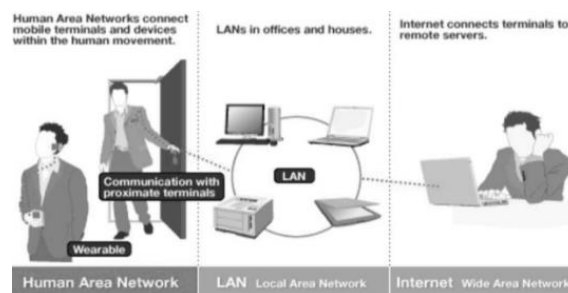 Human Area Networks connect
mobile terminals and devices
within the human movement.
LANs in offices and houses.
Internet connects terminals to
remote servers.
Communication with
proximate terminals
Wearable
LAN
Human Area Network
LAN Local Area Network
Internet Wide Area Network